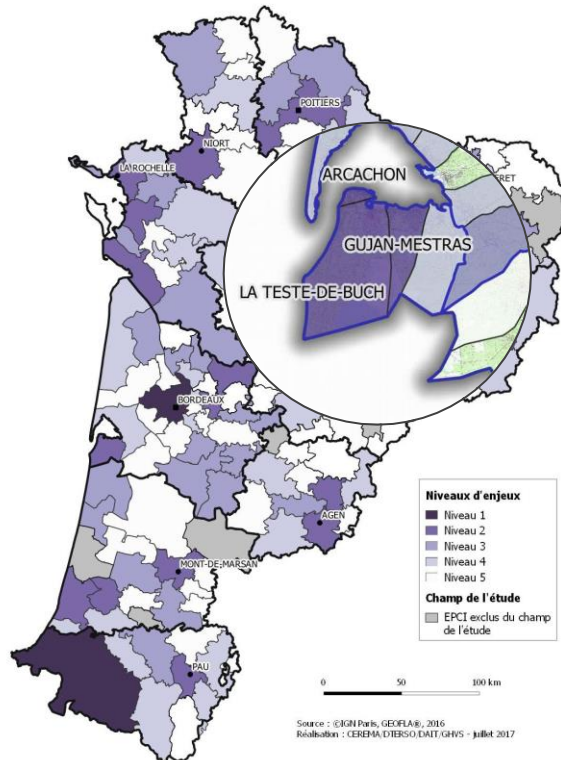 POITIERS
NIORT
LA ROCHELLE
ARCACHON
GUJAN-MESTRAS
LA TESTE-DE-BUCH
BORDEAUX
AGEN
MONT-DE-MARSAN
PAU
Niveaux d'enjeux
Niveau 1
Niveau 2
Niveau 3
Niveau 4
Niveau 5
Champ de l'étude
EPCI exclus du champ
de l'étude
0 50 100 km
Source : ©IGN Paris, GEOFLA®, 2016
Réalisation : CEREMA/DTERSO/DAIT/GHVS - juillet 2017